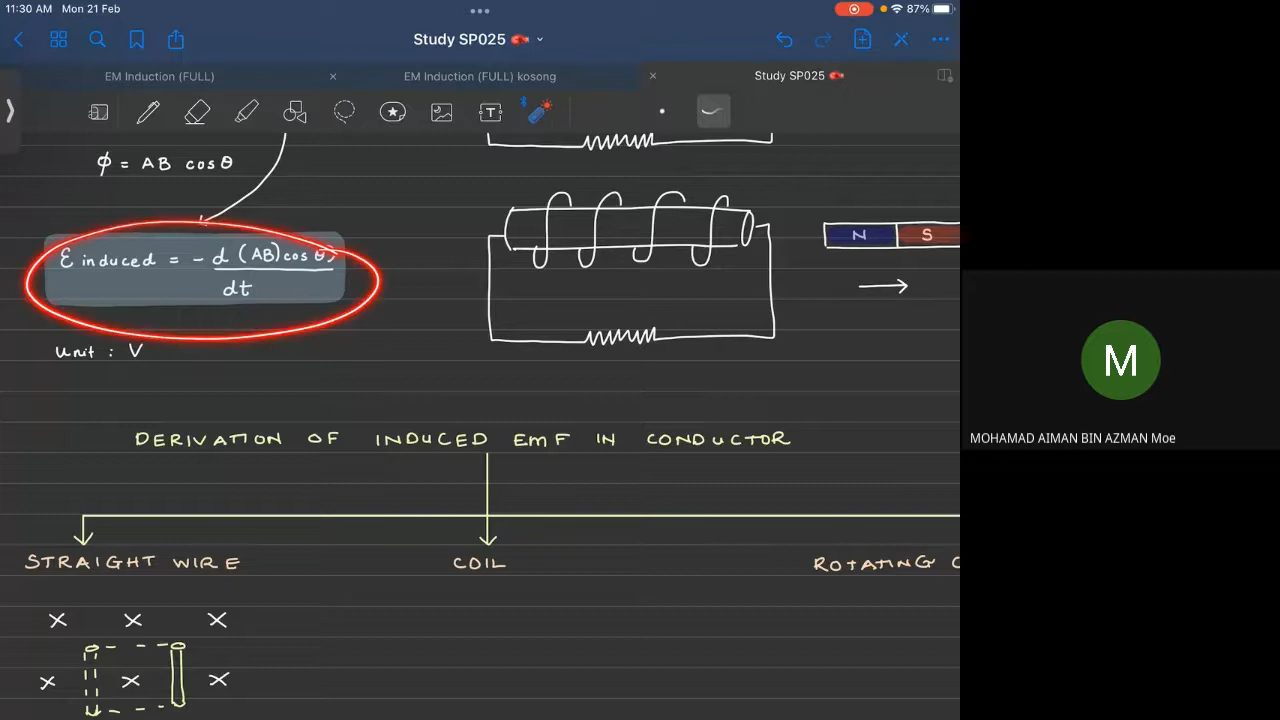 11:30 AM Mon 21 Feb
87%
Study SP025
EM Induction (FULL)
EM Induction (FULL) kosong
Study SP025
T
ϕ = AB cosθ
Ɛ induced = - d (AB)cos θ)
dt
N S
unit : V
DERIVATION OF INDUCED EMF IN CONDUCTOR
STRAIGHT WIRE
COIL
ROTATING C
x x x
x x x
M
MOHAMAD AIMAN BIN AZMAN Moe